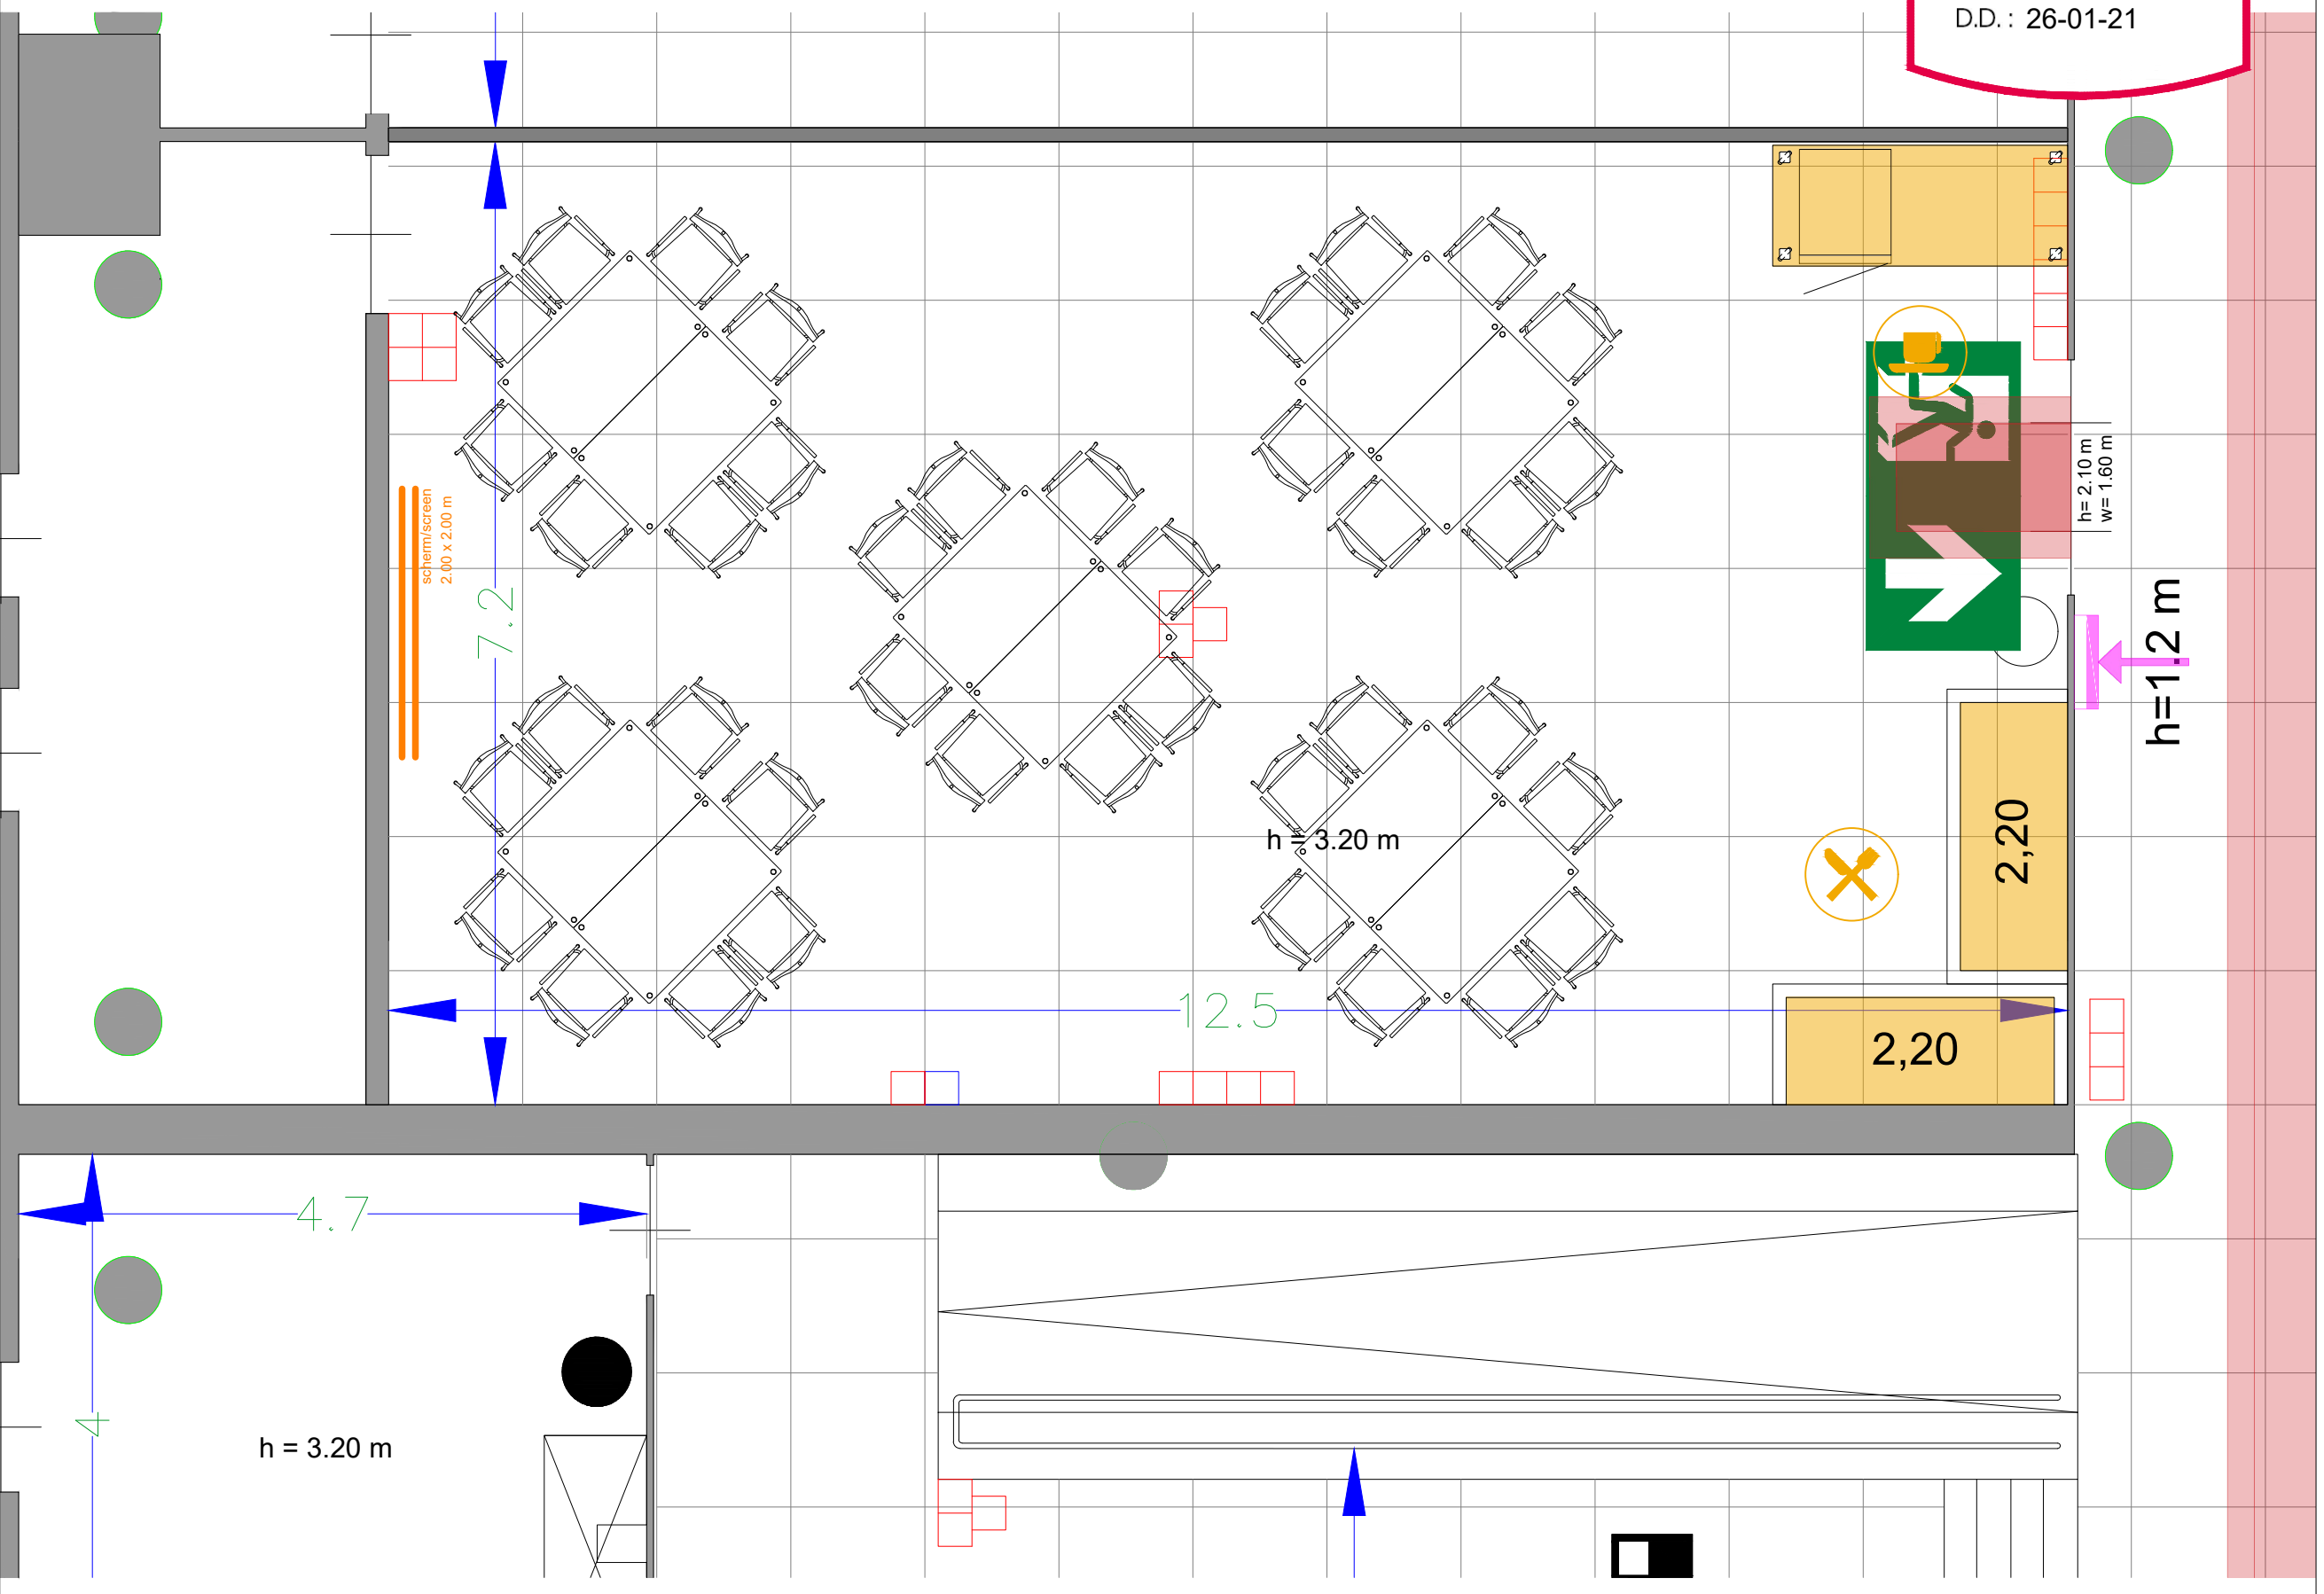 D.D. : 26-01-21
h= 2.10 m
w= 1.60 m
scherm/screen
2.00 x 2.00 m
7.2
h=1.2 m
h = 3.20 m
2,20
12.5
2,20
4.7
4
h = 3.20 m